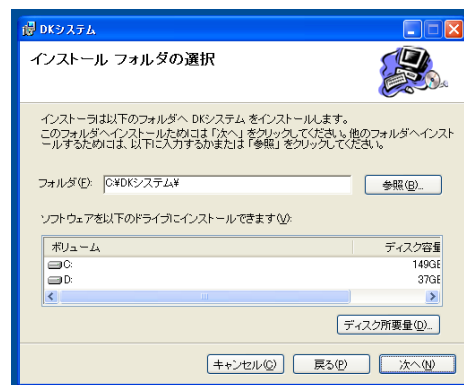 DKシステム
インストール フォルダの選択
インストーラは以下のフォルダへ DKシステム をインストールします。
このフォルダへインストールためには「次へ」をクリックしてください。他のフォルダへインスト
ールするためには、以下に入力するかまたは「参照」をクリックしてください。
フォルダ(F):
C:¥DKシステム¥
参照(B)...
ソフトウェアを以下のドライブにインストールできます(V):
ボリューム ディスク容量
C: 149GB
D: 37GB
ディスク所要量(D)...
キャンセル(C) 戻る(P) 次へ(N)